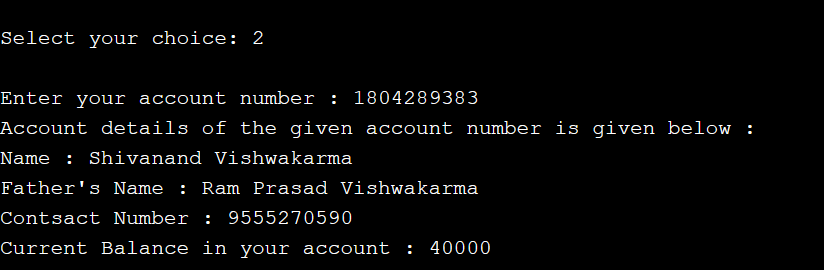 Select your choice: 2
Enter your account number : 1804289383
Account details of the given account number is given below :
Name : Shivanand Vishwakarma
Father's Name : Ram Prasad Vishwakarma
Contsact Number : 9555270590
Current Balance in your account : 40000